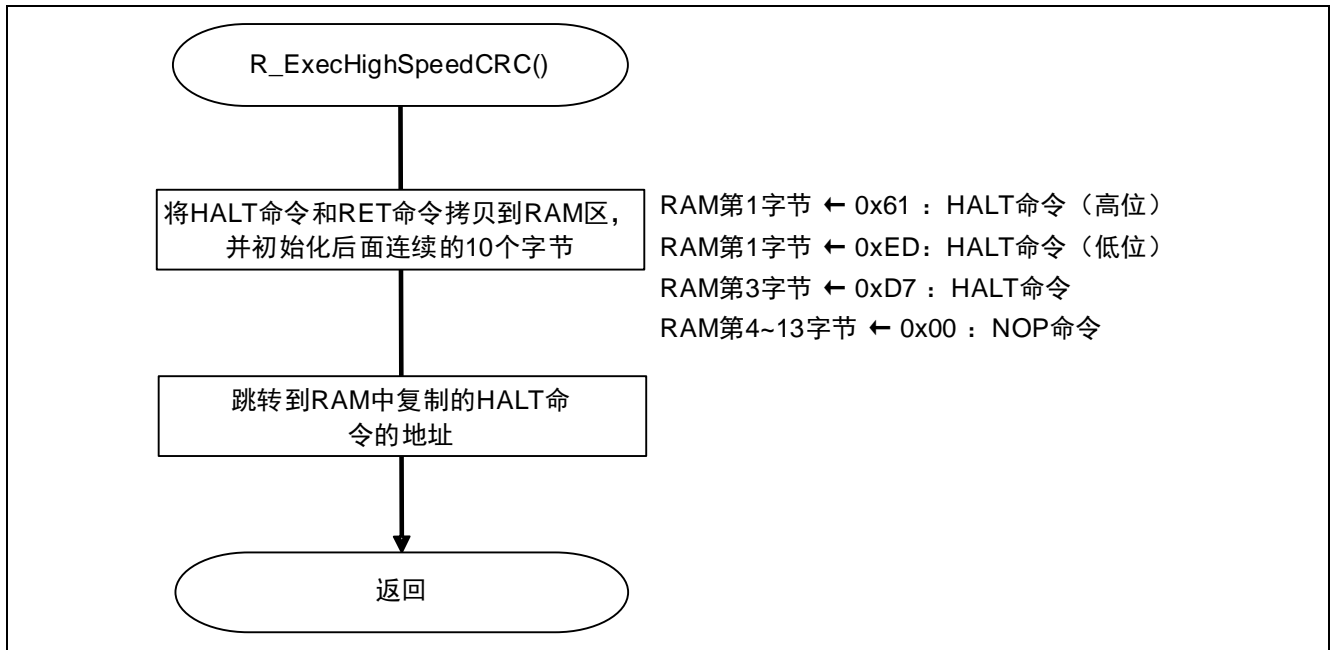 R_ExecHighSpeedCRC()
将HALT命令和RET命令拷贝到RAM区，
并初始化后面连续的10个字节
RAM第1字节 ← 0x61 ：HALT命令（高位）
RAM第1字节 ← 0xED：HALT命令（低位）
RAM第3字节 ← 0xD7 ：HALT命令
RAM第4~13字节 ← 0x00 ：NOP命令
跳转到RAM中复制的HALT命
令的地址
返回